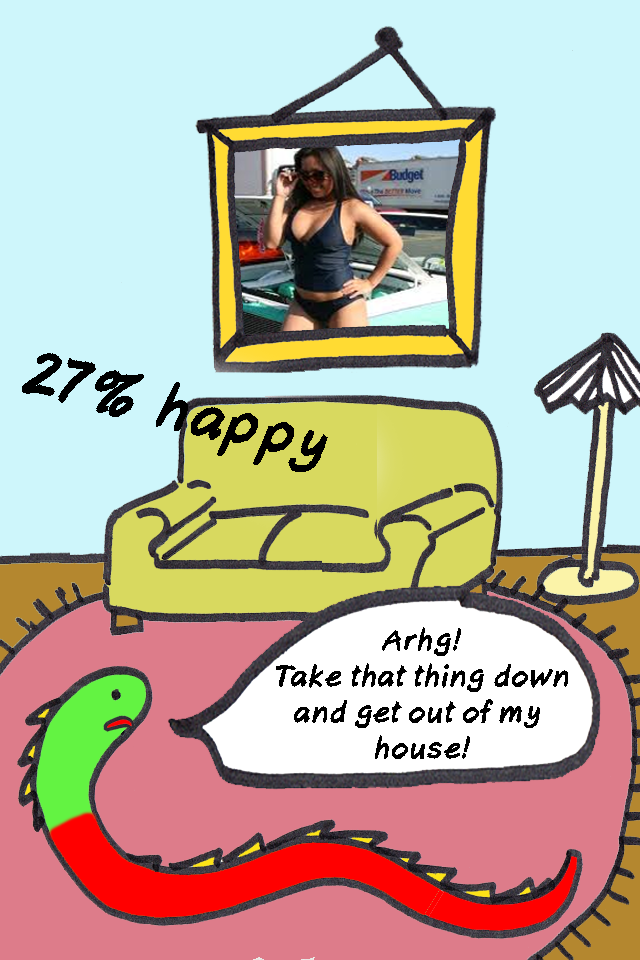 Budget
The BETTER Move
27% happy
Arhg!
Take that thing down
and get out of my
house!